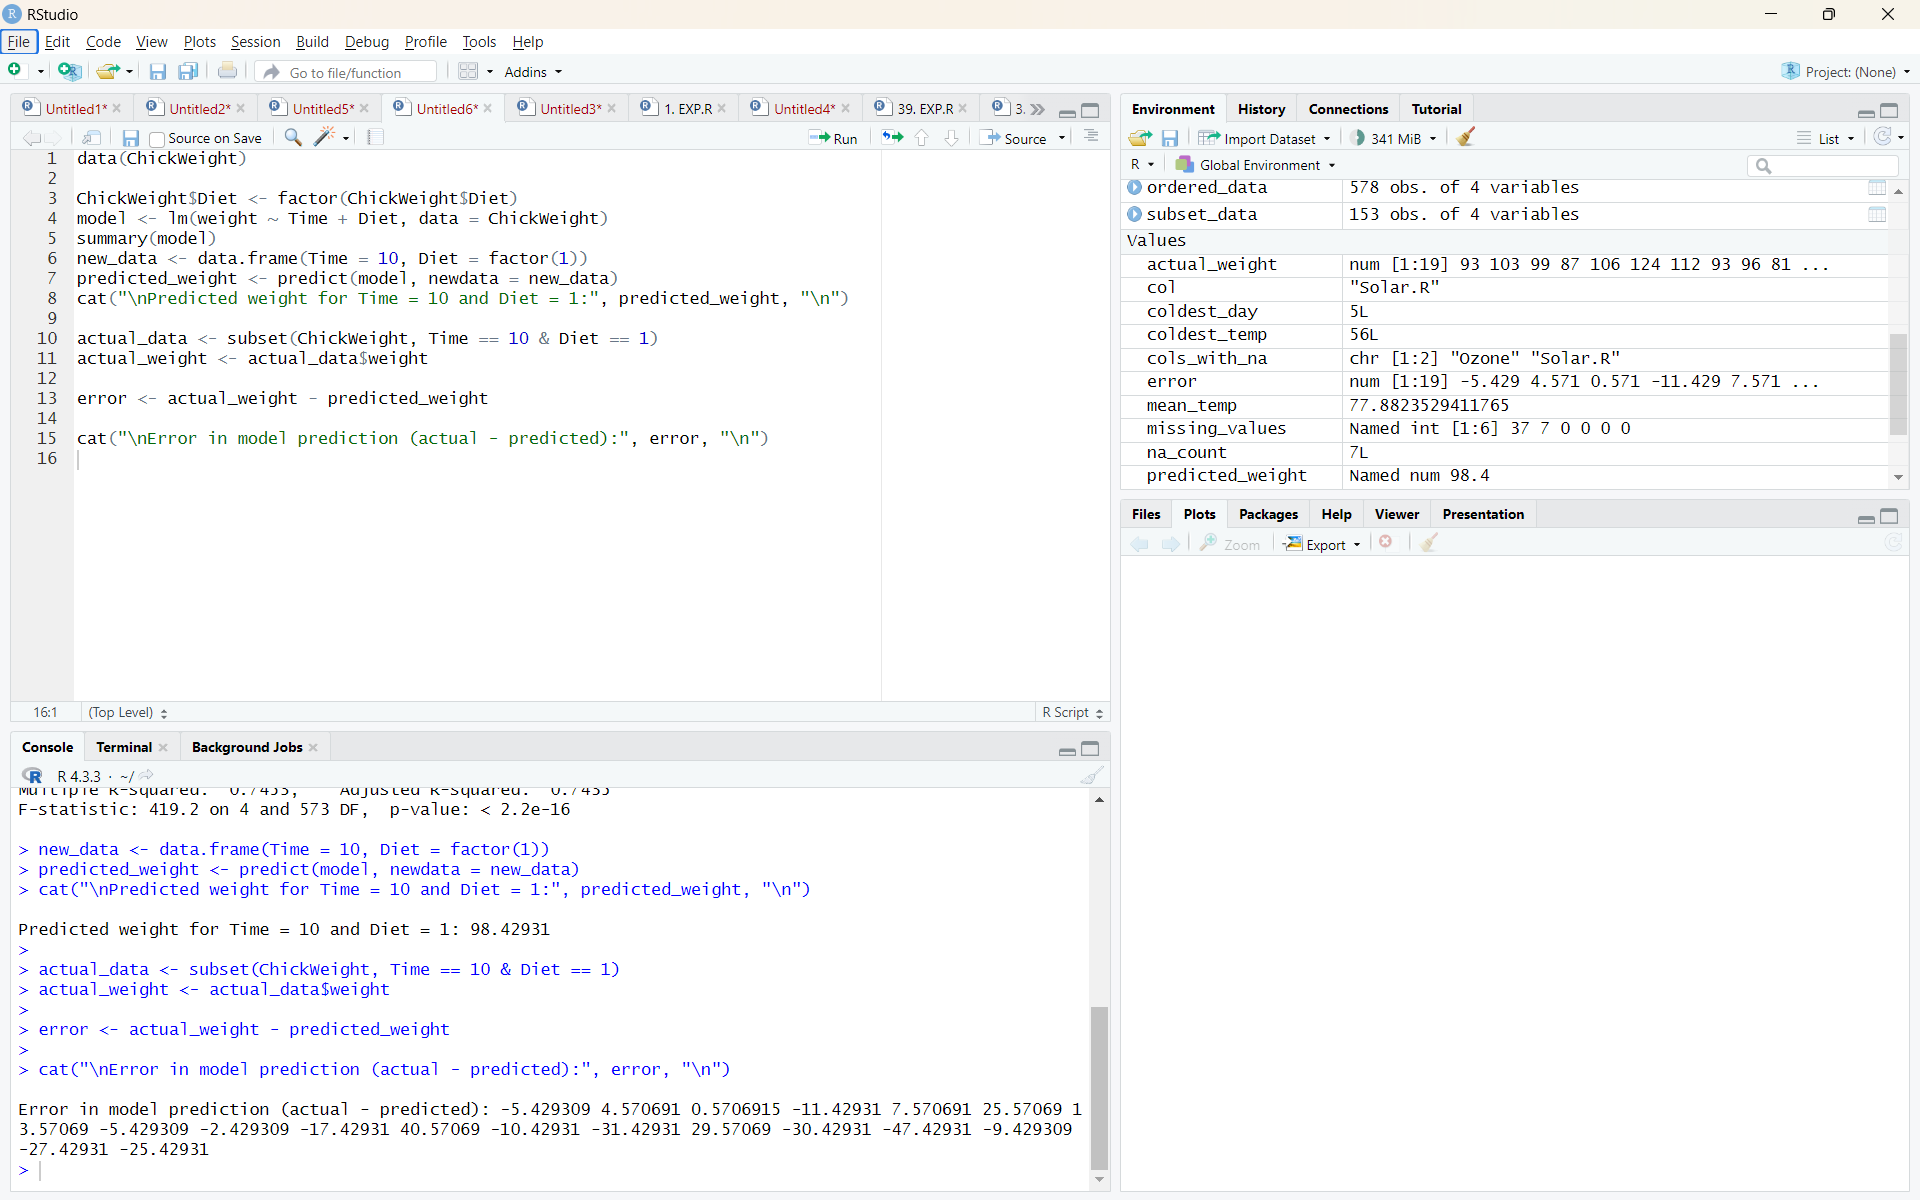 RStudio
File Edit Code View Plots Session Build Debug Profile Tools Help
Go to file/function Addins Project: (None)
Untitled1* Untitled2* Untitled5* Untitled6* Untitled3* 1. EXP.R Untitled4* 39. EXP.R 3.
Source on Save Run Source
1 data(ChickWeight)
2
3 ChickWeight$Diet <- factor(ChickWeight$Diet)
4 model <- lm(weight ~ Time + Diet, data = ChickWeight)
5 summary(model)
6 new_data <- data.frame(Time = 10, Diet = factor(1))
7 predicted_weight <- predict(model, newdata = new_data)
8 cat("\nPredicted weight for Time = 10 and Diet = 1:", predicted_weight, "\n")
9
10 actual_data <- subset(ChickWeight, Time == 10 & Diet == 1)
11 actual_weight <- actual_data$weight
12
13 error <- actual_weight - predicted_weight
14
15 cat("\nError in model prediction (actual - predicted):", error, "\n")
16
16:1 (Top Level) R Script
Console Terminal Background Jobs
R 4.3.3 · ~/
Multiple R-squared: 0.7453, Adjusted R-squared: 0.7435
F-statistic: 419.2 on 4 and 573 DF, p-value: < 2.2e-16
> new_data <- data.frame(Time = 10, Diet = factor(1))
> predicted_weight <- predict(model, newdata = new_data)
> cat("\nPredicted weight for Time = 10 and Diet = 1:", predicted_weight, "\n")
Predicted weight for Time = 10 and Diet = 1: 98.42931
>
> actual_data <- subset(ChickWeight, Time == 10 & Diet == 1)
> actual_weight <- actual_data$weight
>
> error <- actual_weight - predicted_weight
>
> cat("\nError in model prediction (actual - predicted):", error, "\n")
Error in model prediction (actual - predicted): -5.429309 4.570691 0.5706915 -11.42931 7.570691 25.57069 1
3.57069 -5.429309 -2.429309 -17.42931 40.57069 -10.42931 -31.42931 29.57069 -30.42931 -47.42931 -9.429309
-27.42931 -25.42931
>
Environment History Connections Tutorial
Import Dataset 341 MiB List
R Global Environment
ordered_data 578 obs. of 4 variables
subset_data 153 obs. of 4 variables
Values
actual_weight num [1:19] 93 103 99 87 106 124 112 93 96 81 ...
col "Solar.R"
coldest_day 5L
coldest_temp 56L
cols_with_na chr [1:2] "Ozone" "Solar.R"
error num [1:19] -5.429 4.571 0.571 -11.429 7.571 ...
mean_temp 77.8823529411765
missing_values Named int [1:6] 37 7 0 0 0 0
na_count 7L
predicted_weight Named num 98.4
Files Plots Packages Help Viewer Presentation
Zoom Export